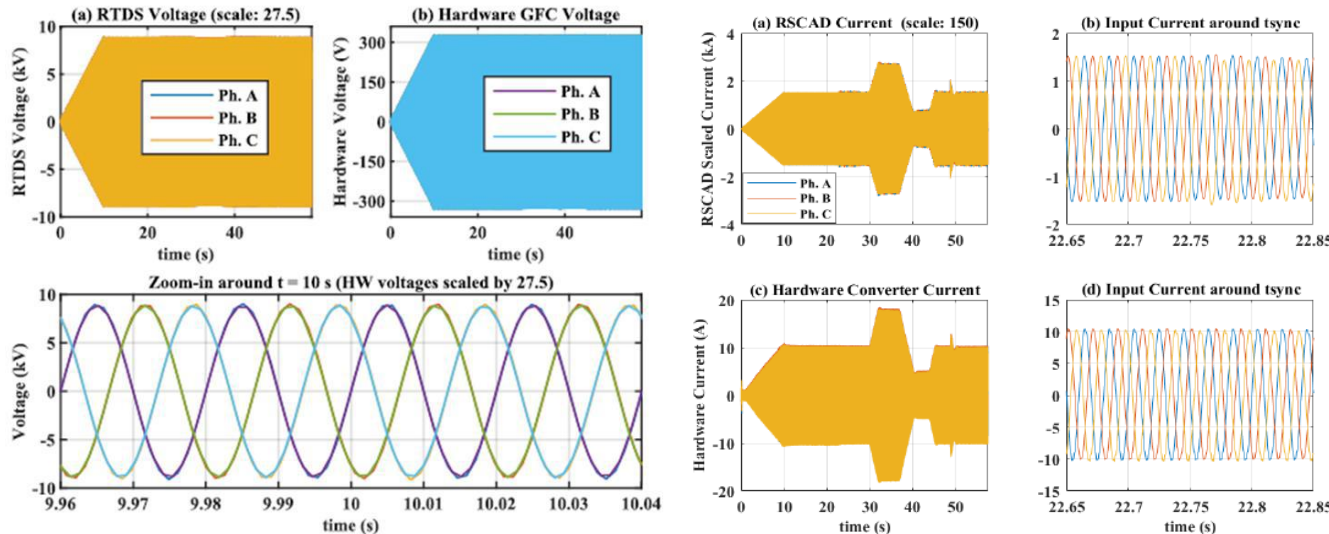 (a) RTDS Voltage (scale: 27.5)
RTDS Voltage (kV)
10
5
0
-5
-10
Ph. A
Ph. B
Ph. C
0 20 40
time (s)
(b) Hardware GFC Voltage
Hardware Voltage (V)
300
150
0
-150
-300
Ph. A
Ph. B
Ph. C
0 20 40
time (s)
Zoom-in around t = 10 s (HW voltages scaled by 27.5)
Voltage (kV)
10
5
0
-5
-10
9.96 9.97 9.98 9.99 10 10.01 10.02 10.03 10.04
time (s)
(a) RSCAD Current (scale: 150)
RSCAD Scaled Current (kA)
4
2
0
-2
-4
Ph. A
Ph. B
Ph. C
0 10 20 30 40 50
(b) Input Current around tsync
2
1
0
-1
-2
22.65 22.7 22.75 22.8 22.85
(c) Hardware Converter Current
Hardware Current (A)
20
10
0
-10
-20
0 10 20 30 40 50
time (s)
(d) Input Current around tsync
15
10
5
0
-5
-10
-15
22.65 22.7 22.75 22.8 22.85
time (s)